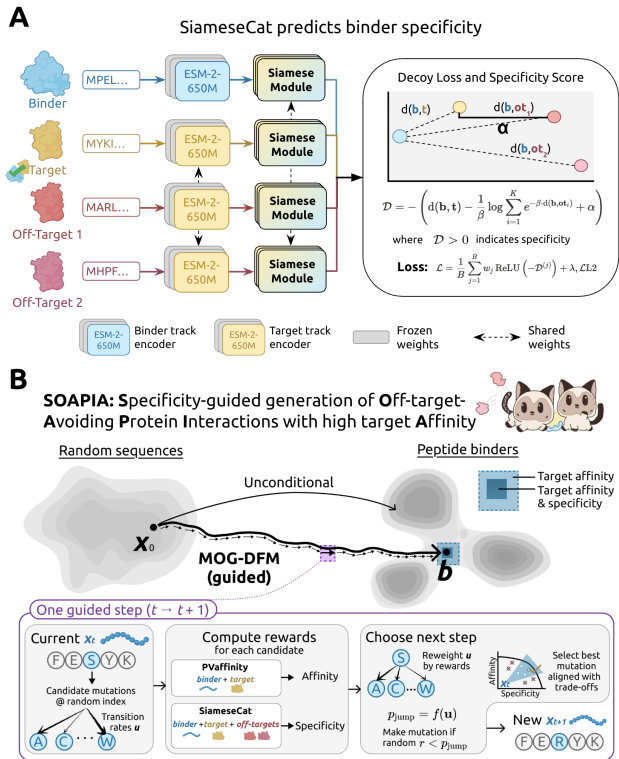 A
SiameseCat predicts binder specificity
Binder
MPEL...
ESM-2-
650M
Siamese
Module
Target
MYKI...
ESM-2-
650M
Siamese
Module
Off-Target 1
MARL...
ESM-2-
650M
Siamese
Module
Off-Target 2
MHPF...
ESM-2-
650M
Siamese
Module
Decoy Loss and Specificity Score
d(b,t)
d(b,ot₁)
α
d(b,ot₂)
𝒟 = − ( d(b, t) − 1/β log ∑_{i=1}^{K} e^{−β·d(b,ot_i)} + α )
where 𝒟 > 0 indicates specificity
Loss: ℒ = 1/B ∑_{j=1}^{B} w_j ReLU (−𝒟^{(j)}) + λ, ℒL2
ESM-2-
650M
Binder track
encoder
ESM-2-
650M
Target track
encoder
Frozen
weights
Shared
weights
B
SOAPIA: Specificity-guided generation of Off-target-
Avoiding Protein Interactions with high target Affinity
Random sequences
Peptide binders
Target affinity
Target affinity
& specificity
Unconditional
x₀
MOG-DFM
(guided)
b
One guided step (t → t + 1)
Current x_t
F E S Y K
Candidate mutations
@ random index
Transition
rates u
A C ... W
Compute rewards
for each candidate
PVaffinity
binder + target
Affinity
SiameseCat
binder + target + off-targets
Specificity
Choose next step
S
Reweight u
by rewards
A C ... W
p_jump = f(u)
Make mutation if
random r < p_jump
Affinity
x_t
Specificity
Select best
mutation
aligned with
trade-offs
New x_{t+1}
F E R Y K